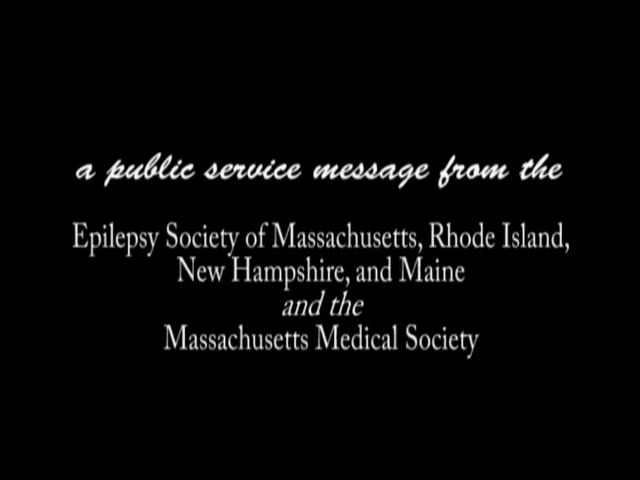 a public service message from the
Epilepsy Society of Massachusetts, Rhode Island,
New Hampshire, and Maine
and the
Massachusetts Medical Society